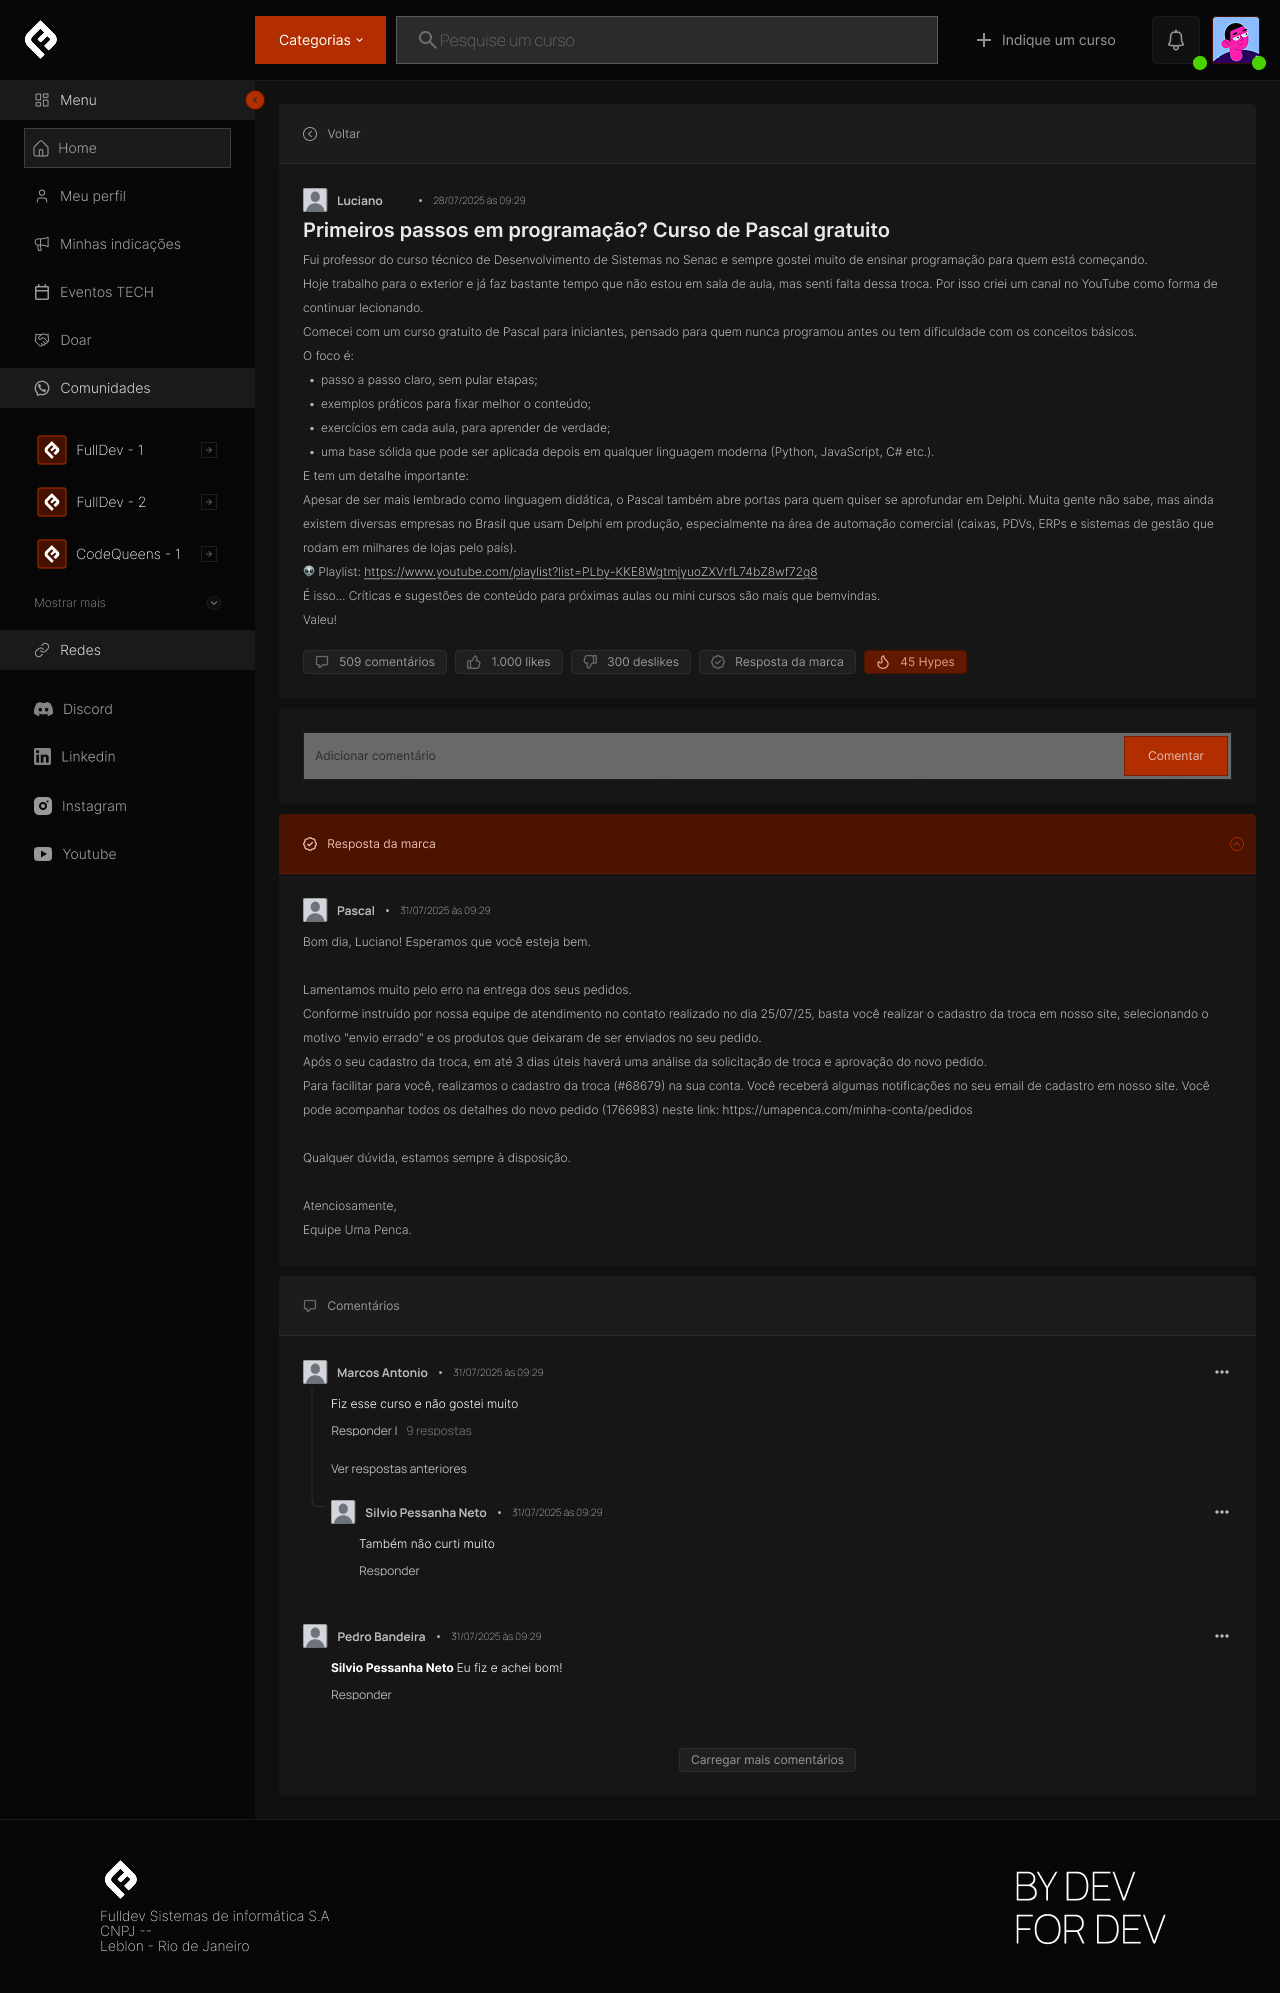 Categorias
Pesquise um curso
Indique um curso
Menu
Home
Meu perfil
Minhas indicações
Eventos TECH
Doar
Comunidades
FullDev - 1
FullDev - 2
CodeQueens - 1
Mostrar mais
Redes
Discord
Linkedin
Instagram
Youtube
Voltar
Luciano • 28/07/2025 às 09:29
Primeiros passos em programação? Curso de Pascal gratuito
Fui professor do curso técnico de Desenvolvimento de Sistemas no Senac e sempre gostei muito de ensinar programação para quem está começando.
Hoje trabalho para o exterior e já faz bastante tempo que não estou em sala de aula, mas senti falta dessa troca. Por isso criei um canal no YouTube como forma de
continuar lecionando.
Comecei com um curso gratuito de Pascal para iniciantes, pensado para quem nunca programou antes ou tem dificuldade com os conceitos básicos.
O foco é:
• passo a passo claro, sem pular etapas;
• exemplos práticos para fixar melhor o conteúdo;
• exercícios em cada aula, para aprender de verdade;
• uma base sólida que pode ser aplicada depois em qualquer linguagem moderna (Python, JavaScript, C# etc.).
E tem um detalhe importante:
Apesar de ser mais lembrado como linguagem didática, o Pascal também abre portas para quem quiser se aprofundar em Delphi. Muita gente não sabe, mas ainda
existem diversas empresas no Brasil que usam Delphi em produção, especialmente na área de automação comercial (caixas, PDVs, ERPs e sistemas de gestão que
rodam em milhares de lojas pelo país).
👽 Playlist: https://www.youtube.com/playlist?list=PLby-KKE8WgtmjyuoZXVrfL74bZ8wf72g8
É isso... Críticas e sugestões de conteúdo para próximas aulas ou mini cursos são mais que bemvindas.
Valeu!
509 comentários
1.000 likes
300 deslikes
Resposta da marca
45 Hypes
Adicionar comentário
Comentar
Resposta da marca
Pascal • 31/07/2025 às 09:29
Bom dia, Luciano! Esperamos que você esteja bem.
Lamentamos muito pelo erro na entrega dos seus pedidos.
Conforme instruído por nossa equipe de atendimento no contato realizado no dia 25/07/25, basta você realizar o cadastro da troca em nosso site, selecionando o
motivo "envio errado" e os produtos que deixaram de ser enviados no seu pedido.
Após o seu cadastro da troca, em até 3 dias úteis haverá uma análise da solicitação de troca e aprovação do novo pedido.
Para facilitar para você, realizamos o cadastro da troca (#68679) na sua conta. Você receberá algumas notificações no seu email de cadastro em nosso site. Você
pode acompanhar todos os detalhes do novo pedido (1766983) neste link: https://umapenca.com/minha-conta/pedidos
Qualquer dúvida, estamos sempre à disposição.
Atenciosamente,
Equipe Uma Penca.
Comentários
Marcos Antonio • 31/07/2025 às 09:29
Fiz esse curso e não gostei muito
Responder | 9 respostas
Ver respostas anteriores
Silvio Pessanha Neto • 31/07/2025 às 09:29
Também não curti muito
Responder
Pedro Bandeira • 31/07/2025 às 09:29
Silvio Pessanha Neto Eu fiz e achei bom!
Responder
Carregar mais comentários
Fulldev Sistemas de informática S.A
CNPJ --
Leblon - Rio de Janeiro
BY DEV
FOR DEV